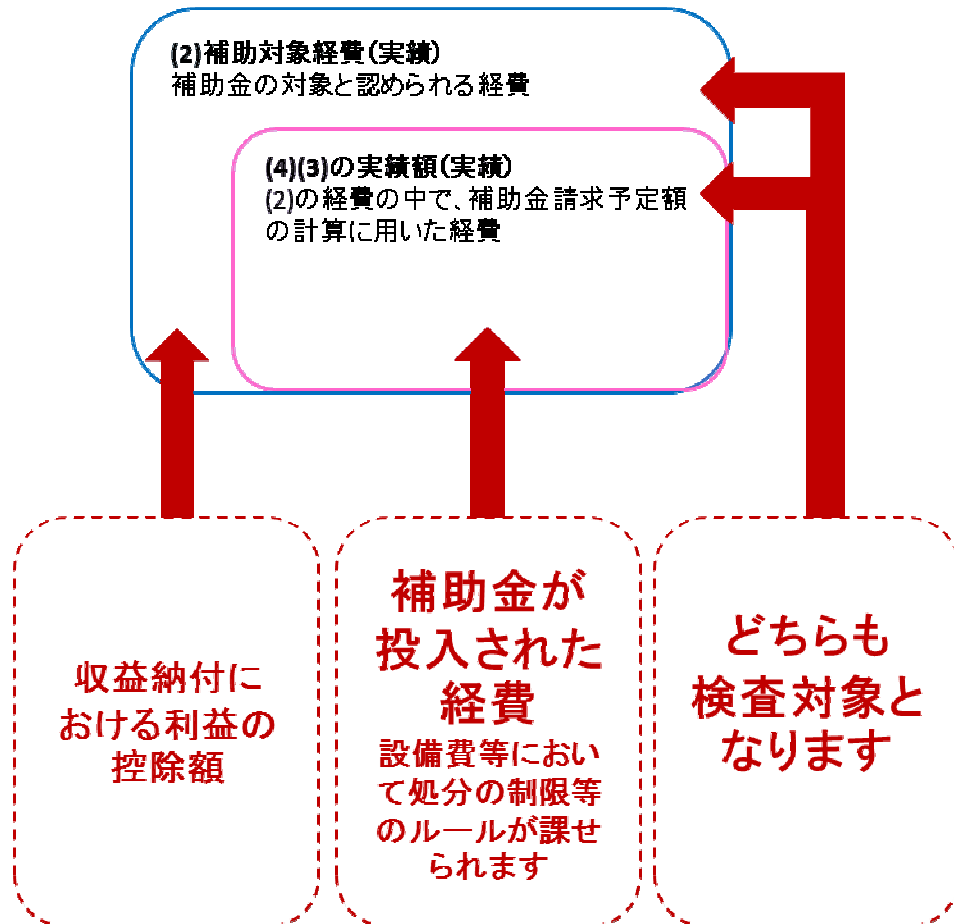 (2)補助対象経費(実績)
補助金の対象と認められる経費
(4)(3)の実績額(実績)
(2)の経費の中で、補助金請求予定額
の計算に用いた経費
収益納付に
おける利益の
控除額
補助金が
投入された
経費
設備費等におい
て処分の制限等
のルールが課せ
られます
どちらも
検査対象と
なります